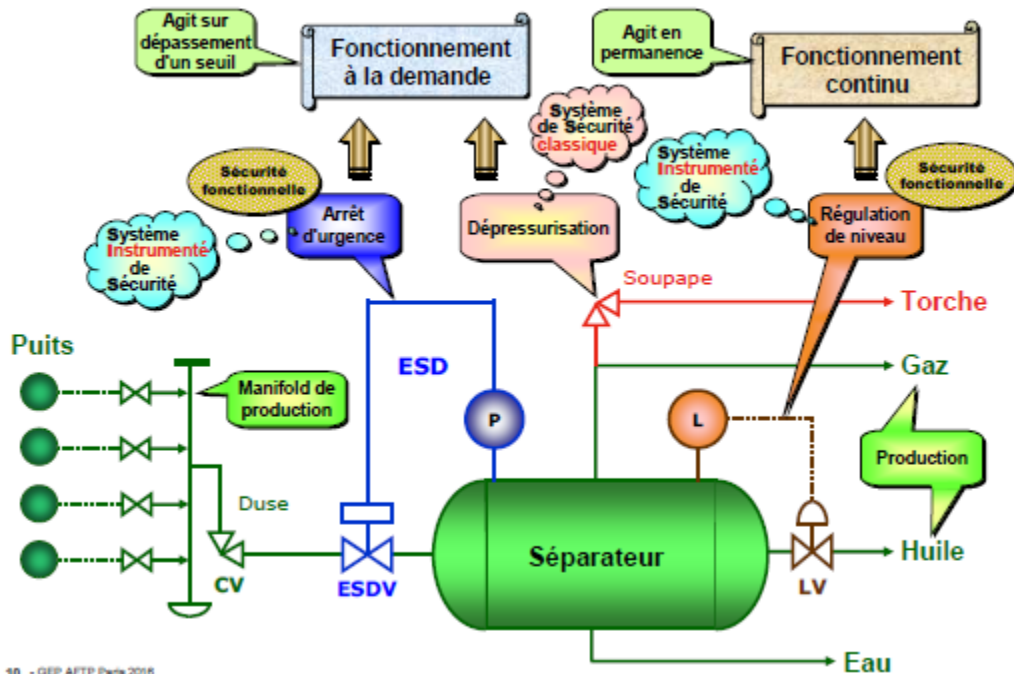 Agit sur
dépassement
d'un seuil
Fonctionnement
à la demande
Agit en
permanence
Fonctionnement
continu
Système
de Sécurité
classique
Système
Instrumenté
de
Sécurité
Sécurité
fonctionnelle
Sécurité
fonctionnelle
Arrêt
d'urgence
Dépressurisation
Régulation
de niveau
Système
Instrumenté
de
Sécurité
Soupape
Torche
Puits
ESD
Gaz
Manifold de
production
P
L
Production
Duse
Séparateur
Huile
CV
ESDV
LV
Eau
10 - GEP AFTP Paris 2016